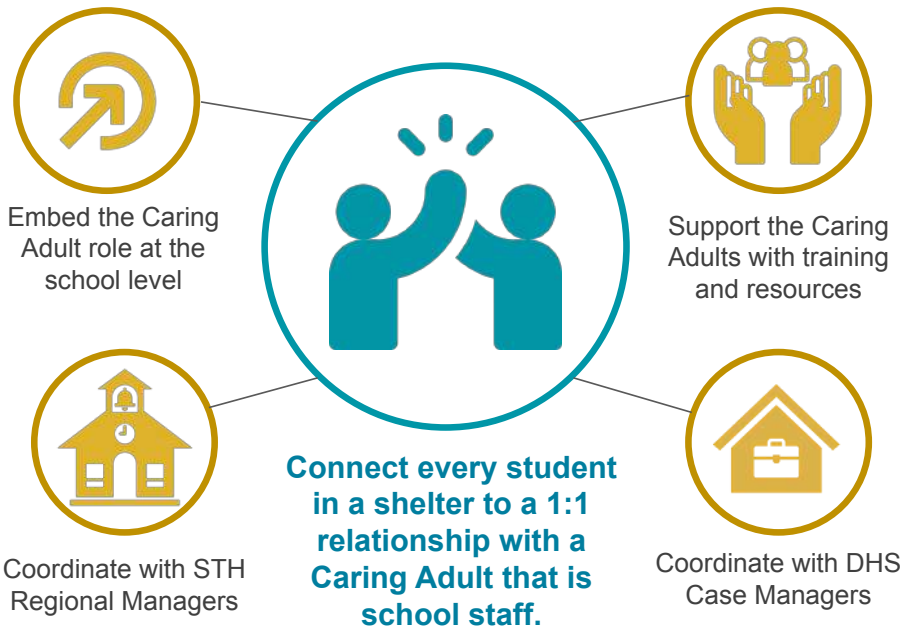 Embed the Caring
Adult role at the
school level
Support the Caring
Adults with training
and resources
Coordinate with STH
Regional Managers
Connect every student
in a shelter to a 1:1
relationship with a
Caring Adult that is
school staff.
Coordinate with DHS
Case Managers